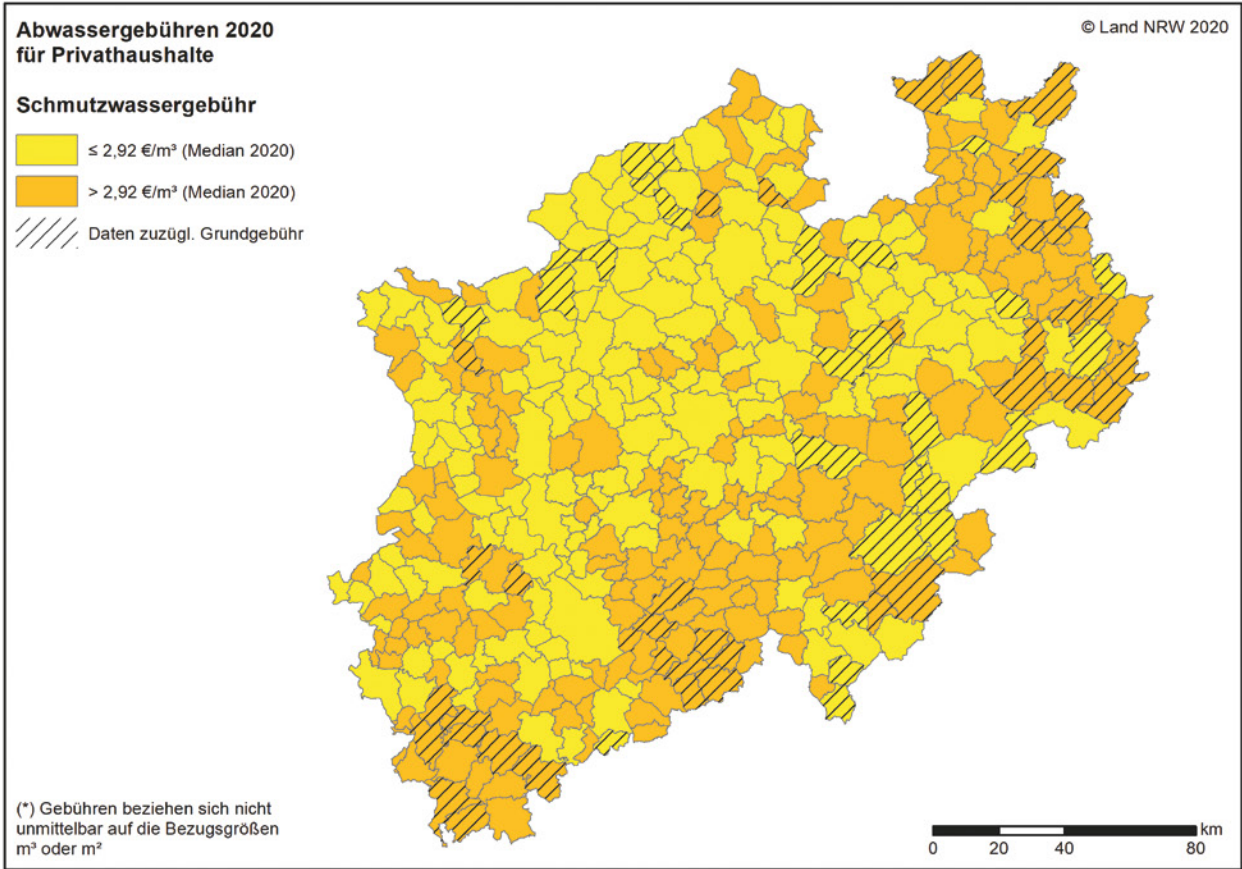 Abwassergebühren 2020
für Privathaushalte
© Land NRW 2020
Schmutzwassergebühr
≤ 2,92 €/m³ (Median 2020)
> 2,92 €/m³ (Median 2020)
Daten zuzügl. Grundgebühr
(*) Gebühren beziehen sich nicht
unmittelbar auf die Bezugsgrößen
m³ oder m²
km
0 20 40 80